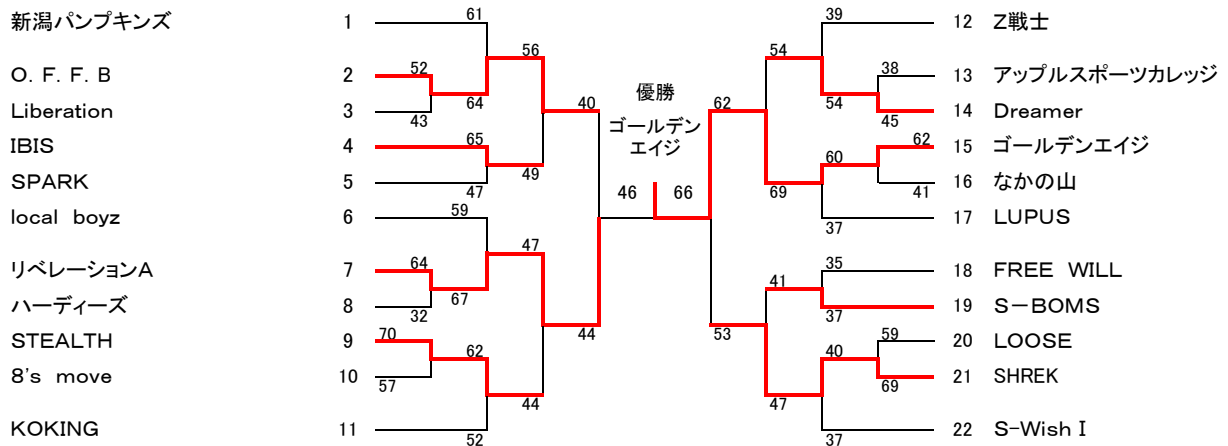 新潟パンプキンズ 1 61 39 12 Z戦士
56 54
O. F. F. B 2 52 38 13 アップルスポーツカレッジ
64 40 優勝 62 54
Liberation 3 43 45 14 Dreamer
ゴールデン
エイジ
IBIS 4 65 60 62 15 ゴールデンエイジ
49 69
SPARK 5 47 41 16 なかの山
46 66
local boyz 6 59 37 17 LUPUS
47 41
リベレーションA 7 64 35 18 FREE WILL
67
ハーディーズ 8 32 37 19 S－BOMS
44 53
STEALTH 9 70 59 20 LOOSE
62 40
8's move 10 57 69 21 SHREK
44 47
KOKING 11 52 37 22 S-Wish I